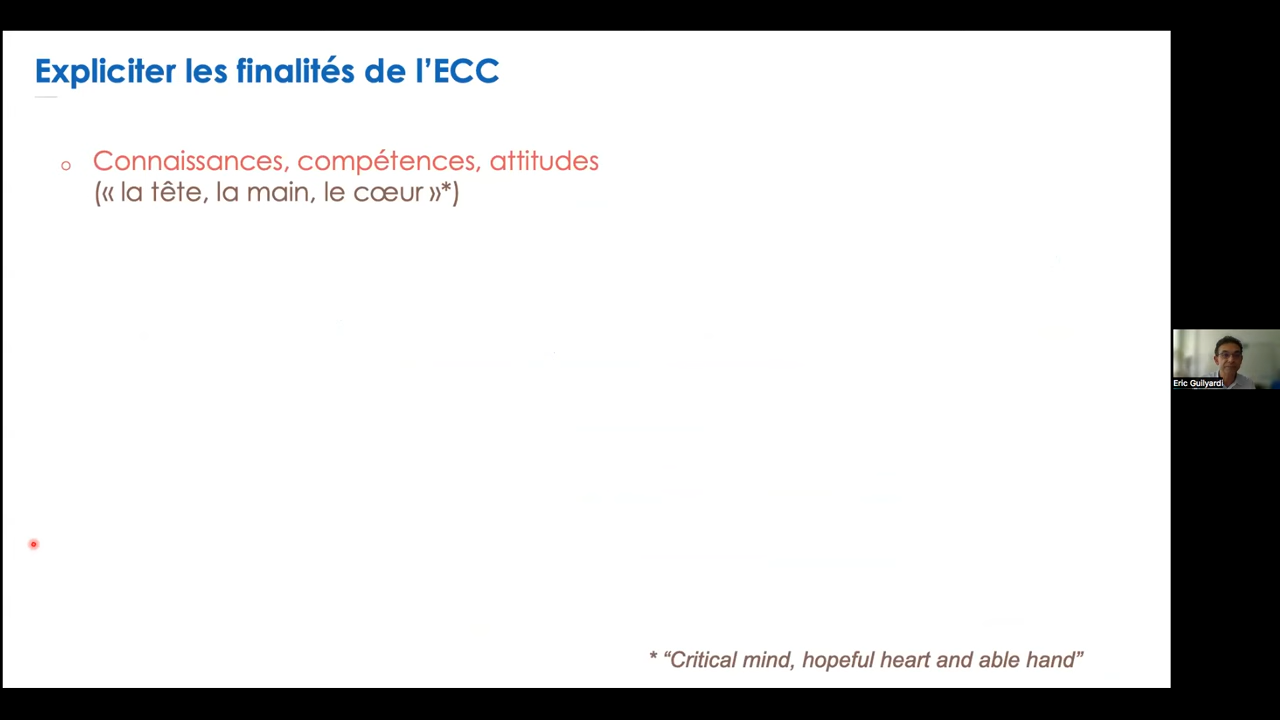 Expliciter les finalités de l’ECC
Connaissances, compétences, attitudes
(« la tête, la main, le cœur »*)
Eric Guilyardi
* “Critical mind, hopeful heart and able hand”